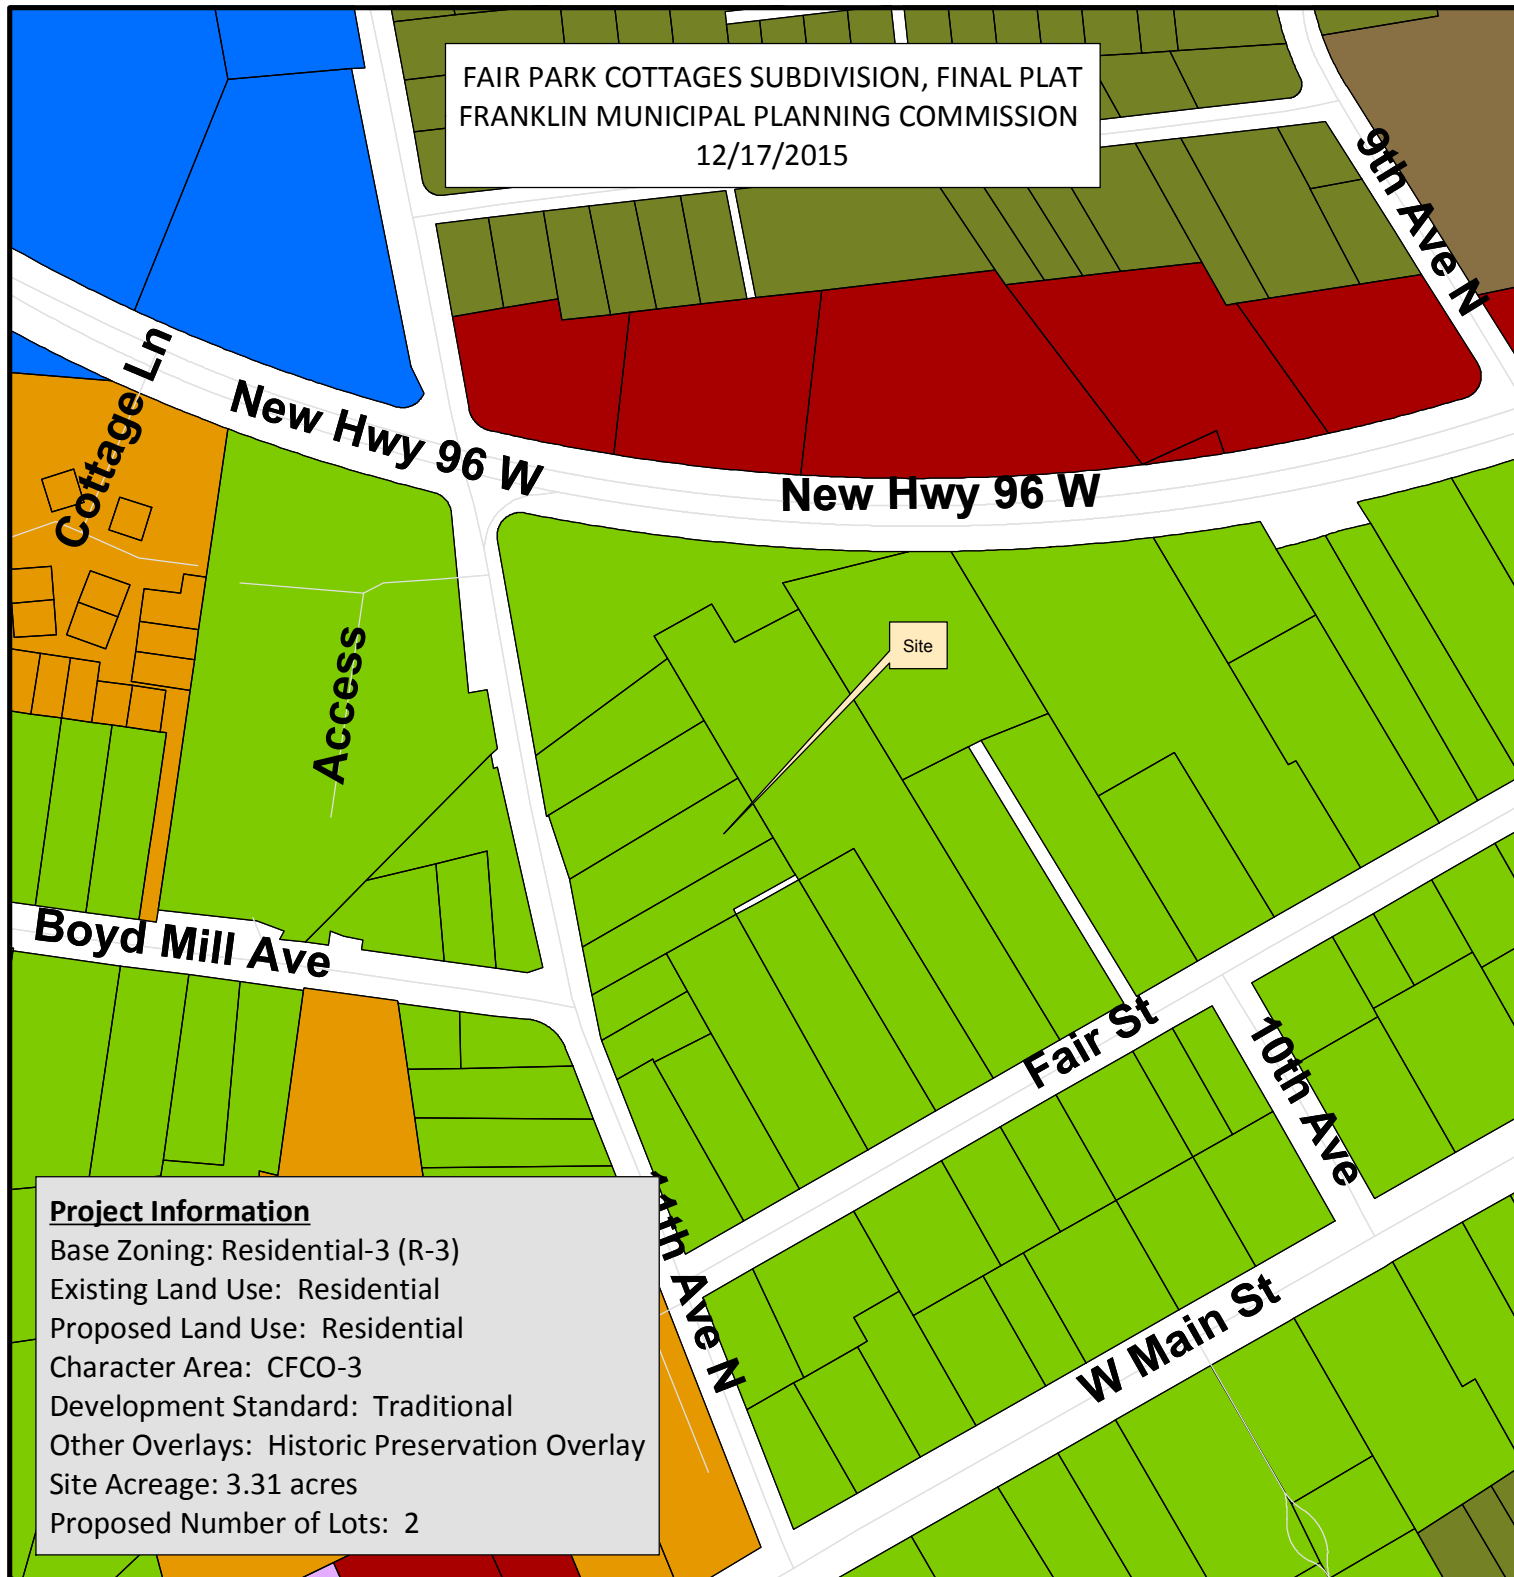 FAIR PARK COTTAGES SUBDIVISION, FINAL PLAT
FRANKLIN MUNICIPAL PLANNING COMMISSION
12/17/2015
9th Ave N
Cottage Ln
New Hwy 96 W
New Hwy 96 W
Site
Access
Boyd Mill Ave
Fair St
10th Ave
11th Ave N
W Main St
Project Information
Base Zoning: Residential-3 (R-3)
Existing Land Use: Residential
Proposed Land Use: Residential
Character Area: CFCO-3
Development Standard: Traditional
Other Overlays: Historic Preservation Overlay
Site Acreage: 3.31 acres
Proposed Number of Lots: 2